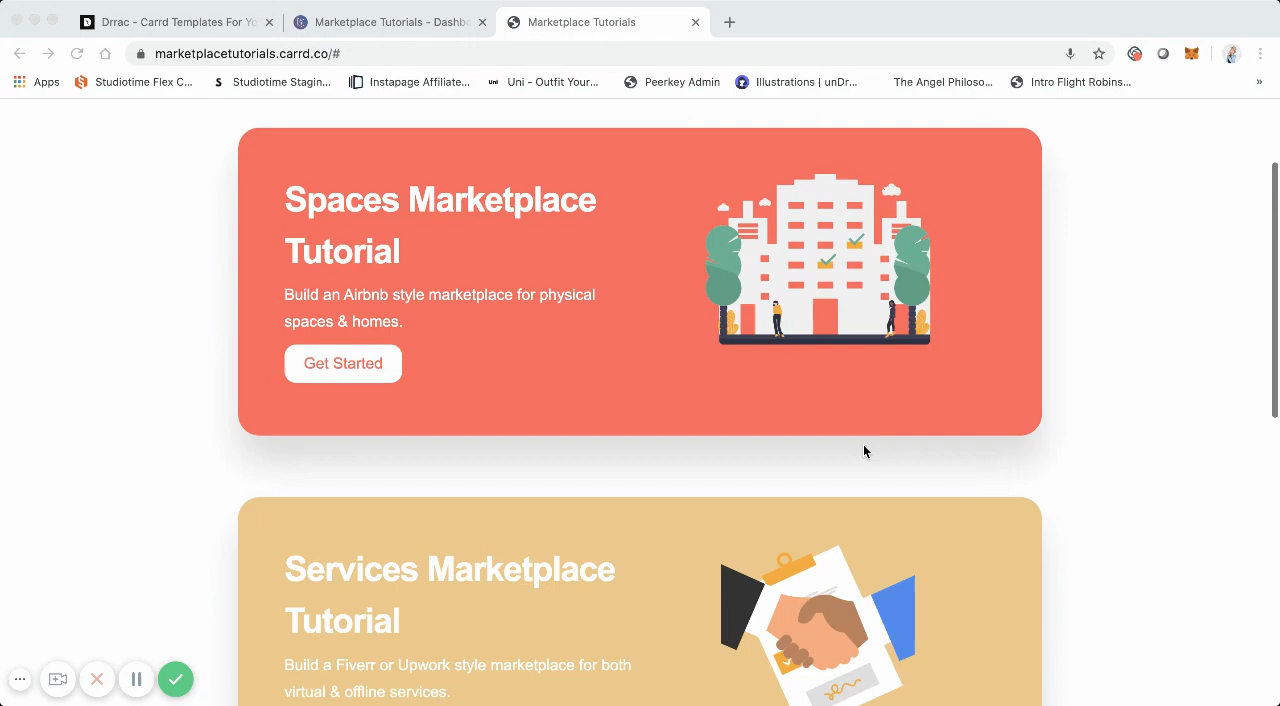 Drrac - Carrd Templates For Yo
Marketplace Tutorials - Dashbo
Marketplace Tutorials
marketplacetutorials.carrd.co/#
Apps
Studiotime Flex C...
Studiotime Stagin...
Instapage Affiliate...
Uni - Outfit Your...
Peerkey Admin
Illustrations | unDr...
The Angel Philoso...
Intro Flight Robins...
Spaces Marketplace
Tutorial
Build an Airbnb style marketplace for physical
spaces & homes.
Get Started
Services Marketplace
Tutorial
Build a Fiverr or Upwork style marketplace for both
virtual & offline services.